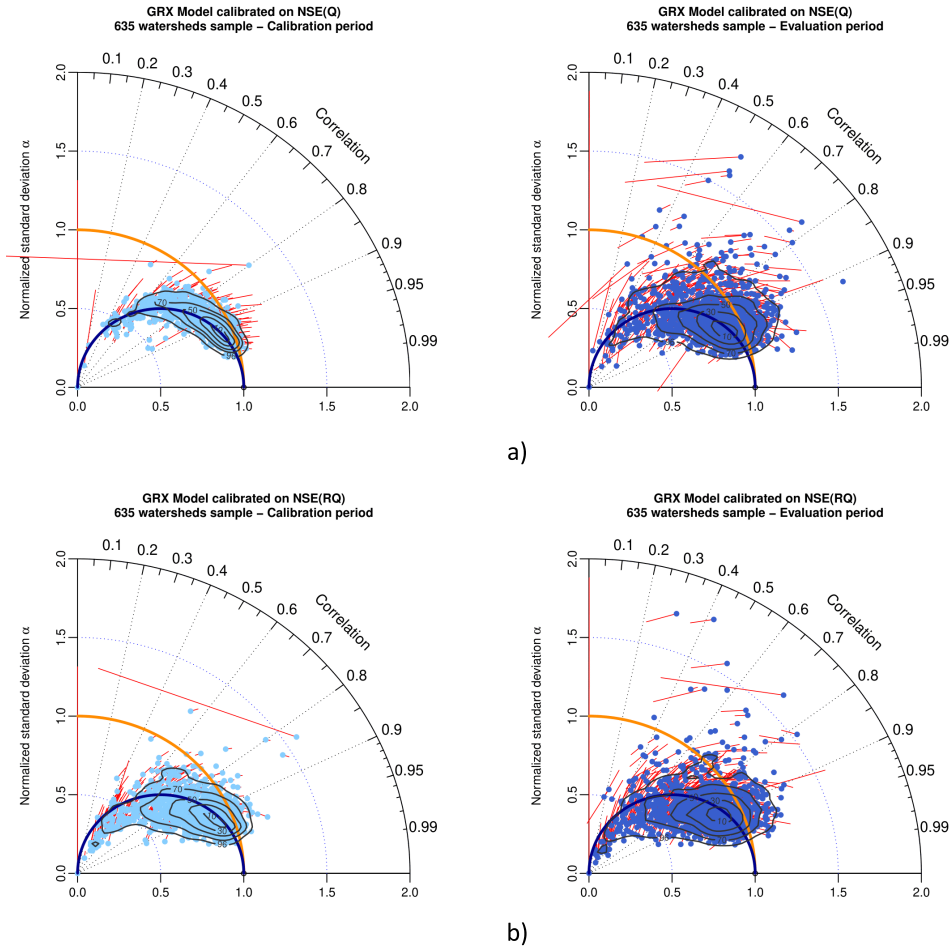 GRX Model calibrated on NSE(Q)
635 watersheds sample – Calibration period
Normalized standard deviation α
Correlation
0.1 0.2 0.3 0.4 0.5 0.6 0.7 0.8 0.9 0.95 0.99
2.0
1.5
1.0
0.5
0.0
70
50
95
0.0 0.5 1.0 1.5 2.0
GRX Model calibrated on NSE(Q)
635 watersheds sample – Evaluation period
Normalized standard deviation α
Correlation
0.1 0.2 0.3 0.4 0.5 0.6 0.7 0.8 0.9 0.95 0.99
2.0
1.5
1.0
0.5
0.0
0.0 0.5 1.0 1.5 2.0
a)
GRX Model calibrated on NSE(RQ)
635 watersheds sample – Calibration period
Normalized standard deviation α
Correlation
0.1 0.2 0.3 0.4 0.5 0.6 0.7 0.8 0.9 0.95 0.99
2.0
1.5
1.0
0.5
0.0
70
10
30
95
0.0 0.5 1.0 1.5 2.0
GRX Model calibrated on NSE(RQ)
635 watersheds sample – Evaluation period
Normalized standard deviation α
Correlation
0.1 0.2 0.3 0.4 0.5 0.6 0.7 0.8 0.9 0.95 0.99
2.0
1.5
1.0
0.5
0.0
10
0.0 0.5 1.0 1.5 2.0
b)